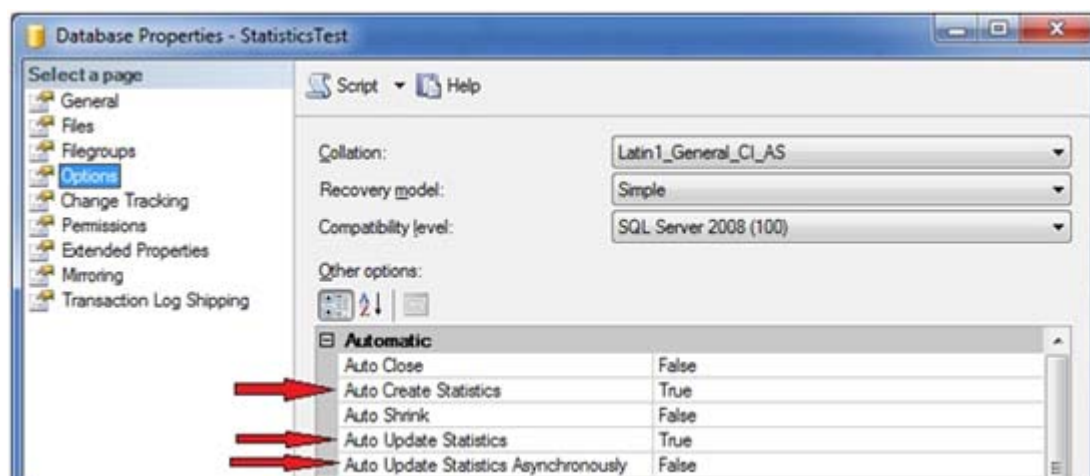 Database Properties - StatisticsTest
Select a page
General
Files
Filegroups
Options
Change Tracking
Permissions
Extended Properties
Mirroring
Transaction Log Shipping
Script Help
Collation: Latin1_General_CI_AS
Recovery model: Simple
Compatibility level: SQL Server 2008 (100)
Other options:
Automatic
Auto Close False
Auto Create Statistics True
Auto Shrink False
Auto Update Statistics True
Auto Update Statistics Asynchronously False